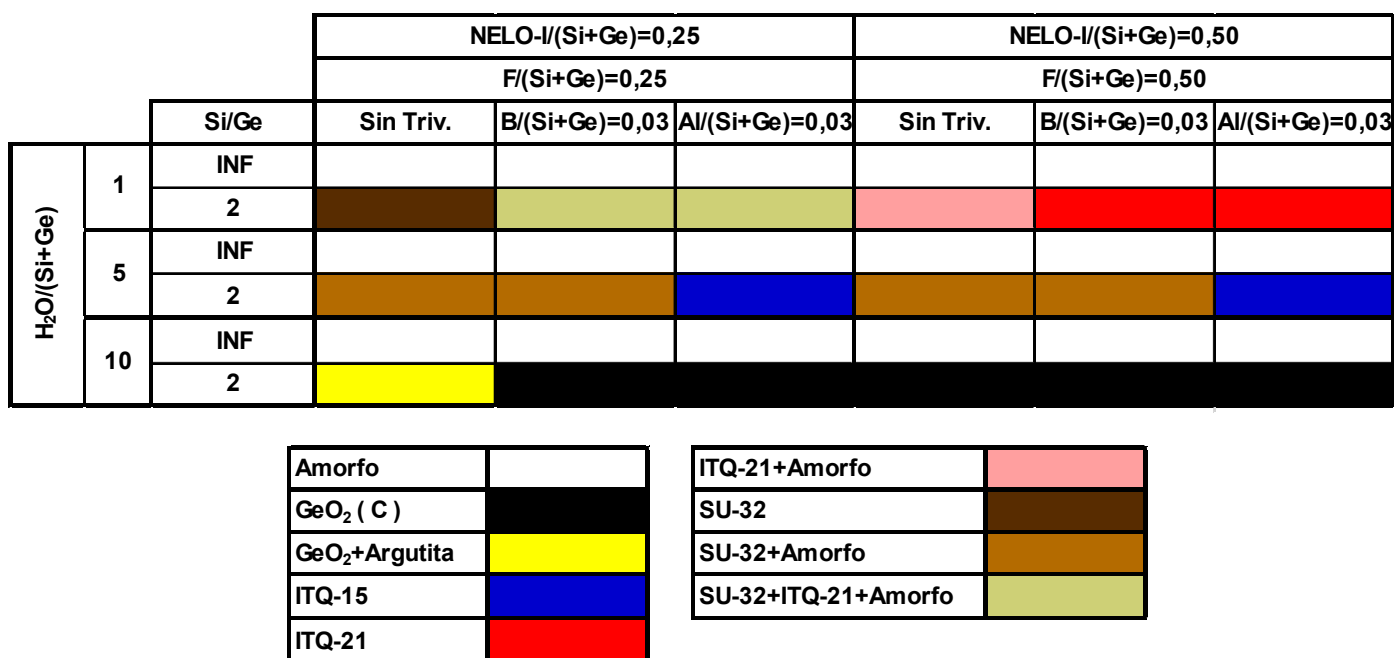 NELO-I/(Si+Ge)=0,25 NELO-I/(Si+Ge)=0,50
F/(Si+Ge)=0,25 F/(Si+Ge)=0,50
Si/Ge Sin Triv. B/(Si+Ge)=0,03 Al/(Si+Ge)=0,03 Sin Triv. B/(Si+Ge)=0,03 Al/(Si+Ge)=0,03
H₂O/(Si+Ge)
1 INF
2
5 INF
2
10 INF
2
Amorfo
GeO₂ ( C )
GeO₂+Argutita
ITQ-15
ITQ-21
ITQ-21+Amorfo
SU-32
SU-32+Amorfo
SU-32+ITQ-21+Amorfo